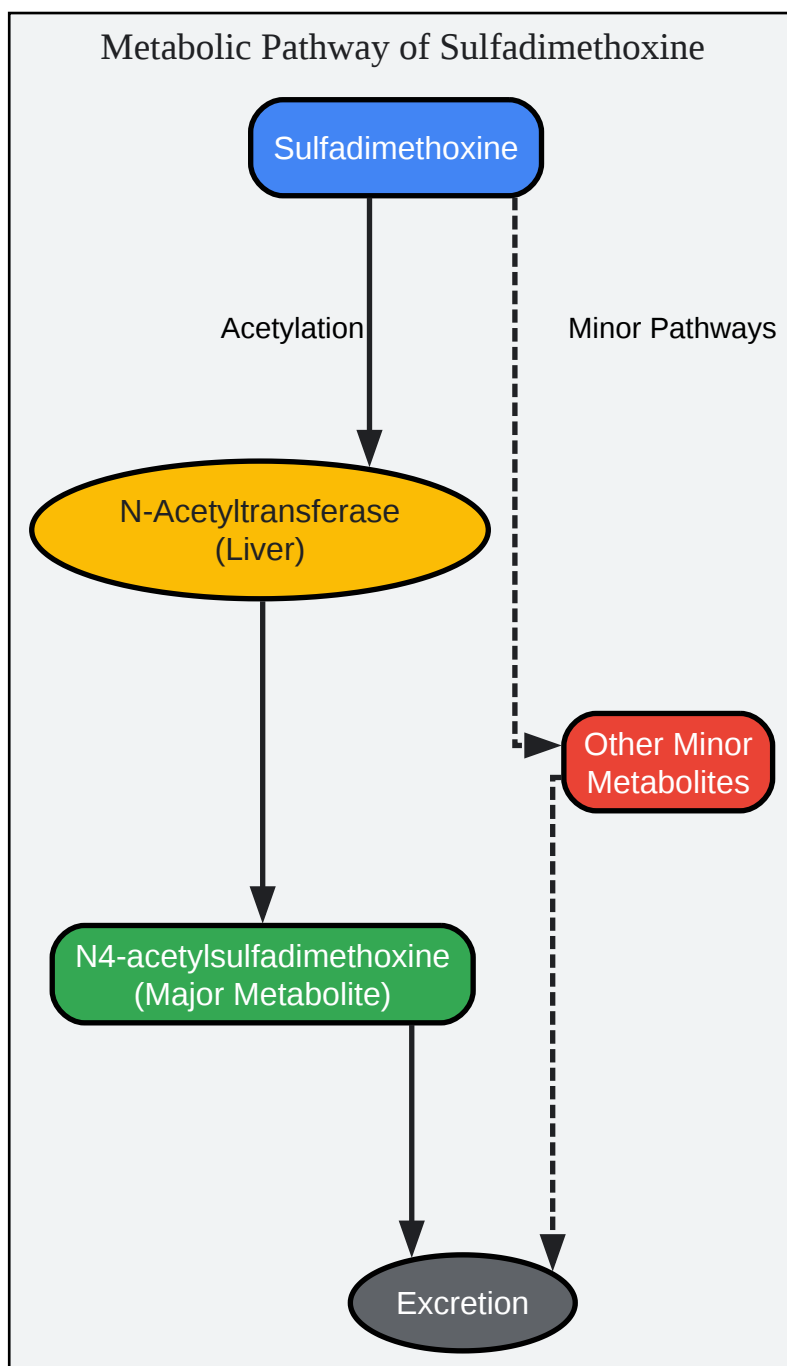 Metabolic Pathway of Sulfadimethoxine
Sulfadimethoxine
Acetylation
Minor Pathways
N-Acetyltransferase
(Liver)
Other Minor
Metabolites
N4-acetylsulfadimethoxine
(Major Metabolite)
Excretion